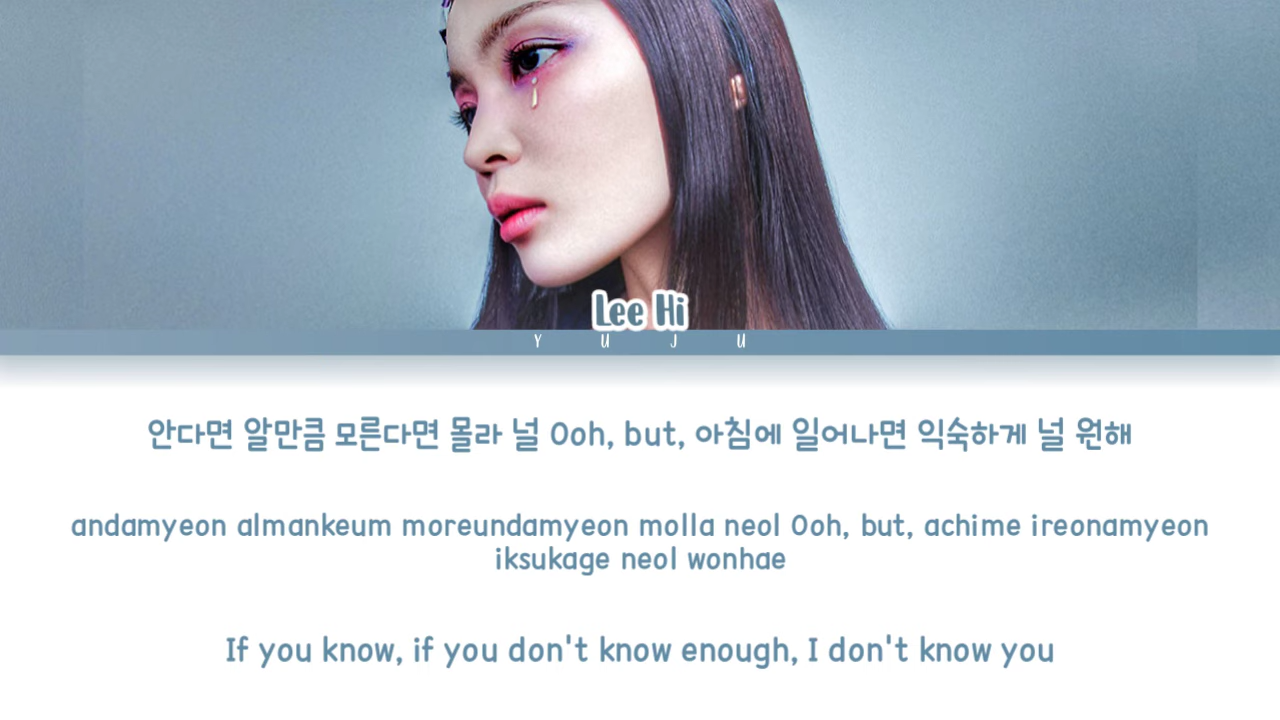 Lee Hi
Y U J U
안다면 알만큼 모른다면 몰라 널 Ooh, but, 아침에 일어나면 익숙하게 널 원해
andamyeon almankeum moreundamyeon molla neol Ooh, but, achime ireonamyeon
iksukage neol wonhae
If you know, if you don't know enough, I don't know you